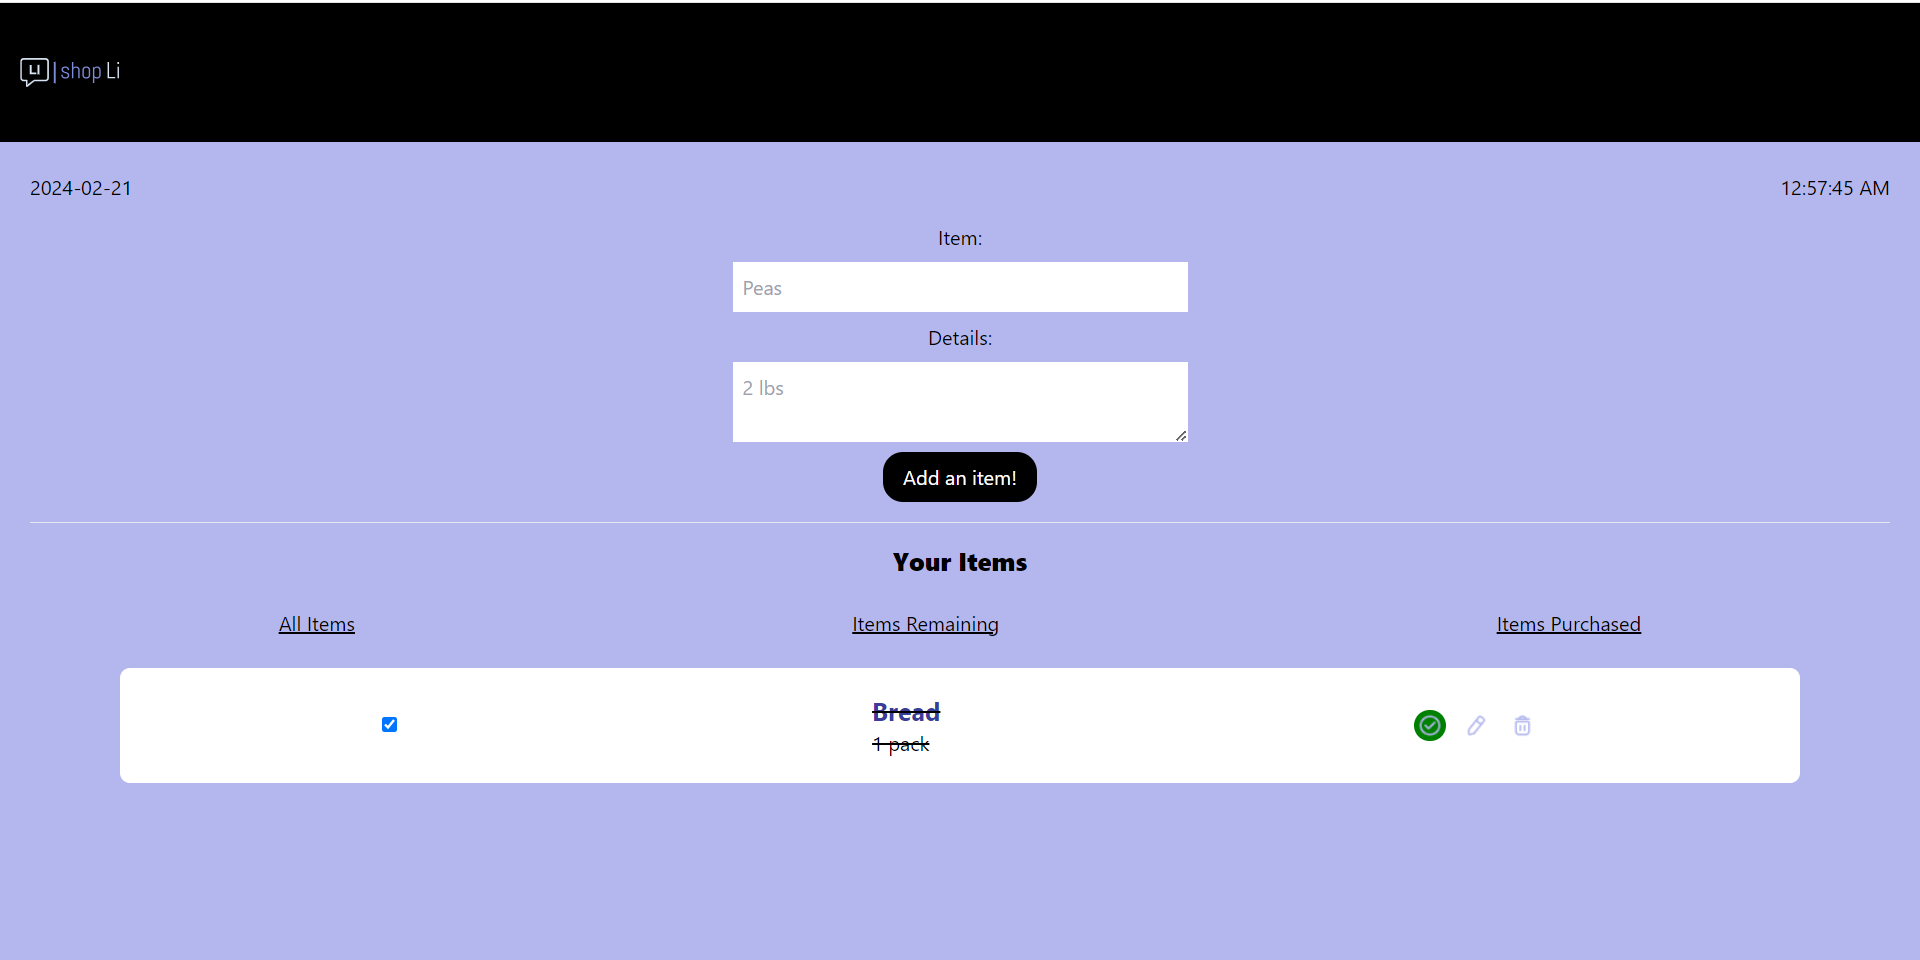 LI | shop Li
2024-02-21
12:57:45 AM
Item:
Peas
Details:
2 lbs
Add an item!
Your Items
All Items
Items Remaining
Items Purchased
Bread
1 pack